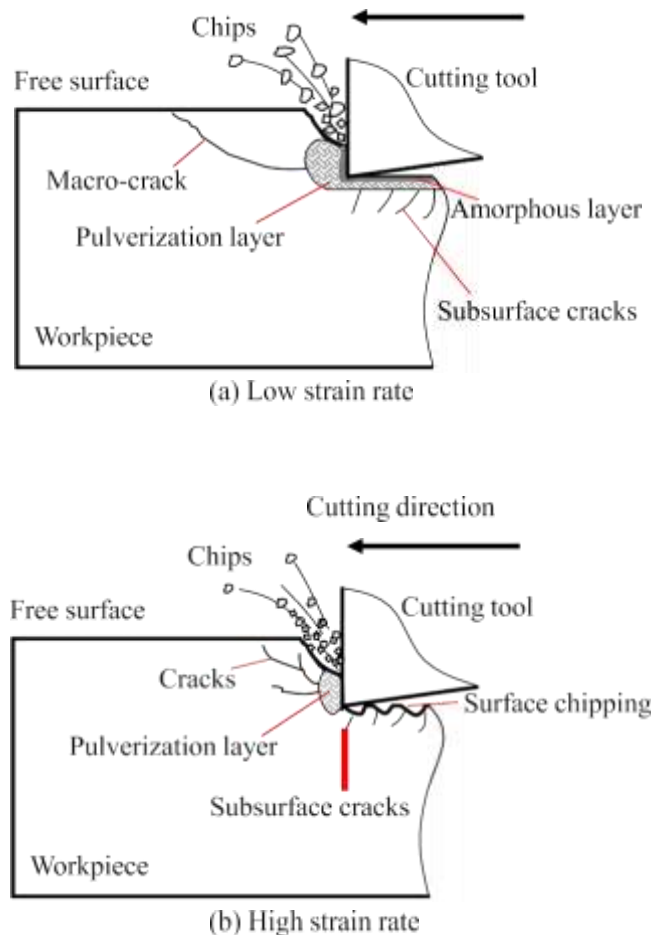 Chips
Free surface
Cutting tool
Macro-crack
Amorphous layer
Pulverization layer
Subsurface cracks
Workpiece
(a) Low strain rate
Cutting direction
Chips
Free surface
Cutting tool
Cracks
Surface chipping
Pulverization layer
Subsurface cracks
Workpiece
(b) High strain rate